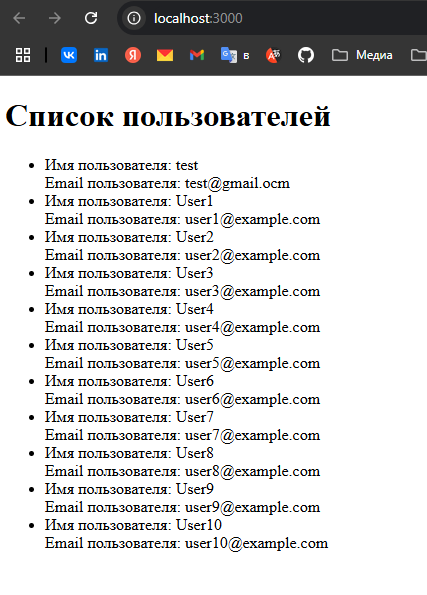 localhost:3000
в
Медиа
Список пользователей
Имя пользователя: test
Email пользователя: test@gmail.ocm
Имя пользователя: User1
Email пользователя: user1@example.com
Имя пользователя: User2
Email пользователя: user2@example.com
Имя пользователя: User3
Email пользователя: user3@example.com
Имя пользователя: User4
Email пользователя: user4@example.com
Имя пользователя: User5
Email пользователя: user5@example.com
Имя пользователя: User6
Email пользователя: user6@example.com
Имя пользователя: User7
Email пользователя: user7@example.com
Имя пользователя: User8
Email пользователя: user8@example.com
Имя пользователя: User9
Email пользователя: user9@example.com
Имя пользователя: User10
Email пользователя: user10@example.com